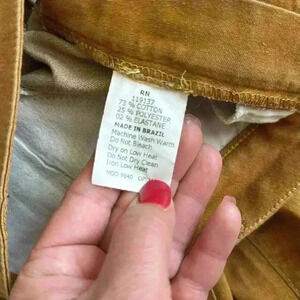 RN
119137
73 % COTTON
25 % POLYESTER
02 % ELASTANE
MADE IN BRAZIL
Machine Wash Warm
Do Not Bleach
Dry on Low Heat
Do Not Dry Clean
Iron Low Heat